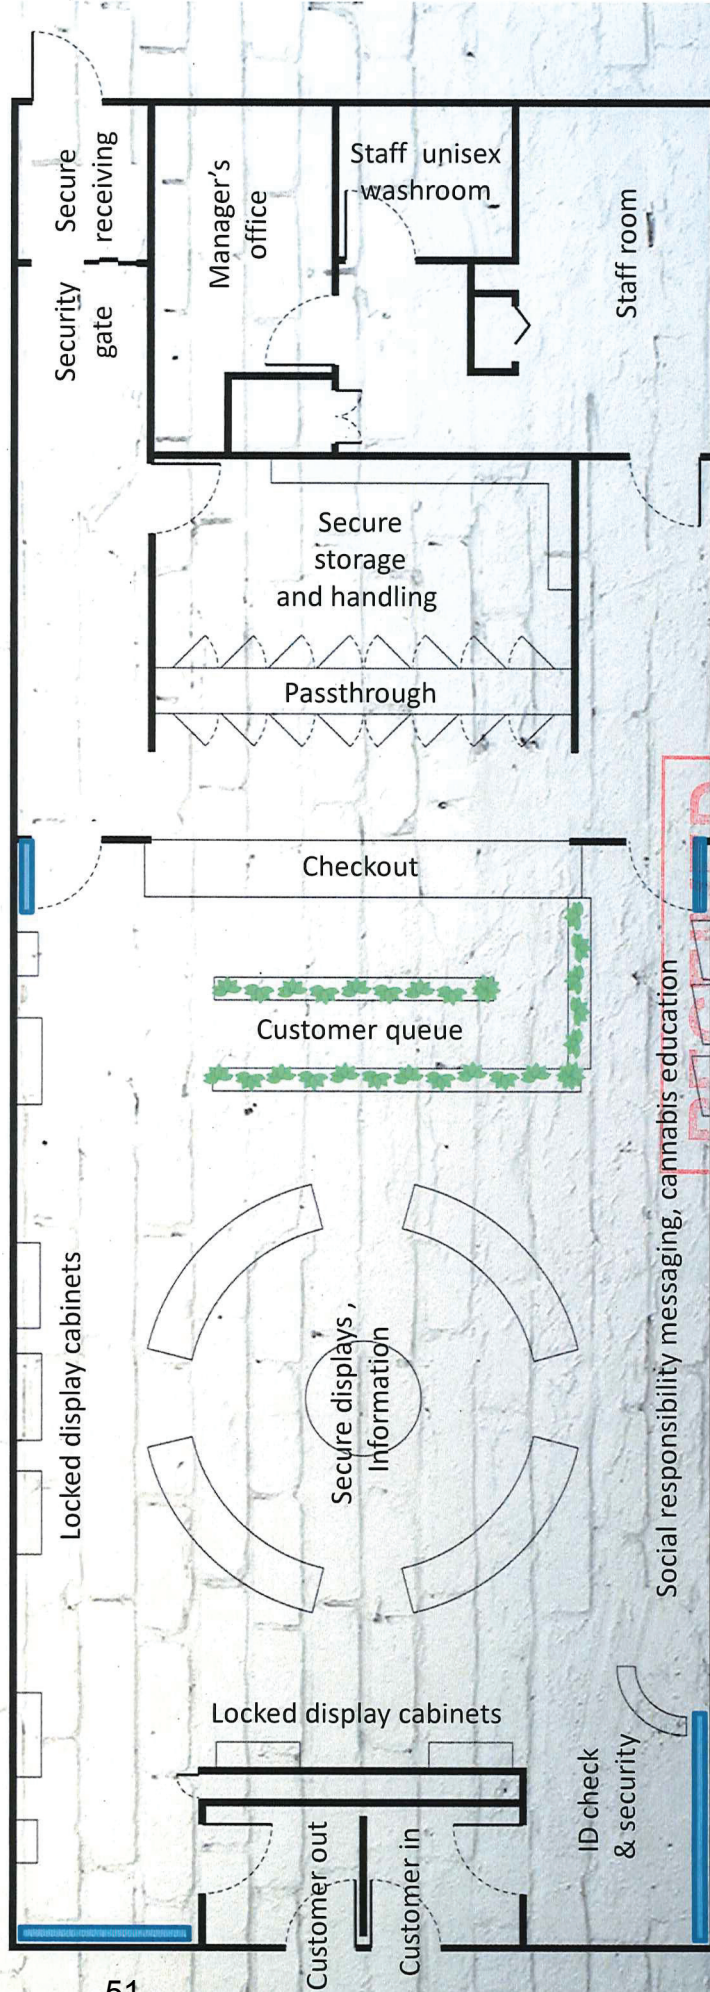 Secure
receiving
Manager's
office
Staff unisex
washroom
Staff room
Security
gate
Secure
storage
and handling
Passthrough
Checkout
Customer queue
Locked display cabinets
Secure displays ,
Information
Social responsibility messaging, cannabis education
Locked display cabinets
ID check
& security
Customer out
Customer in
51